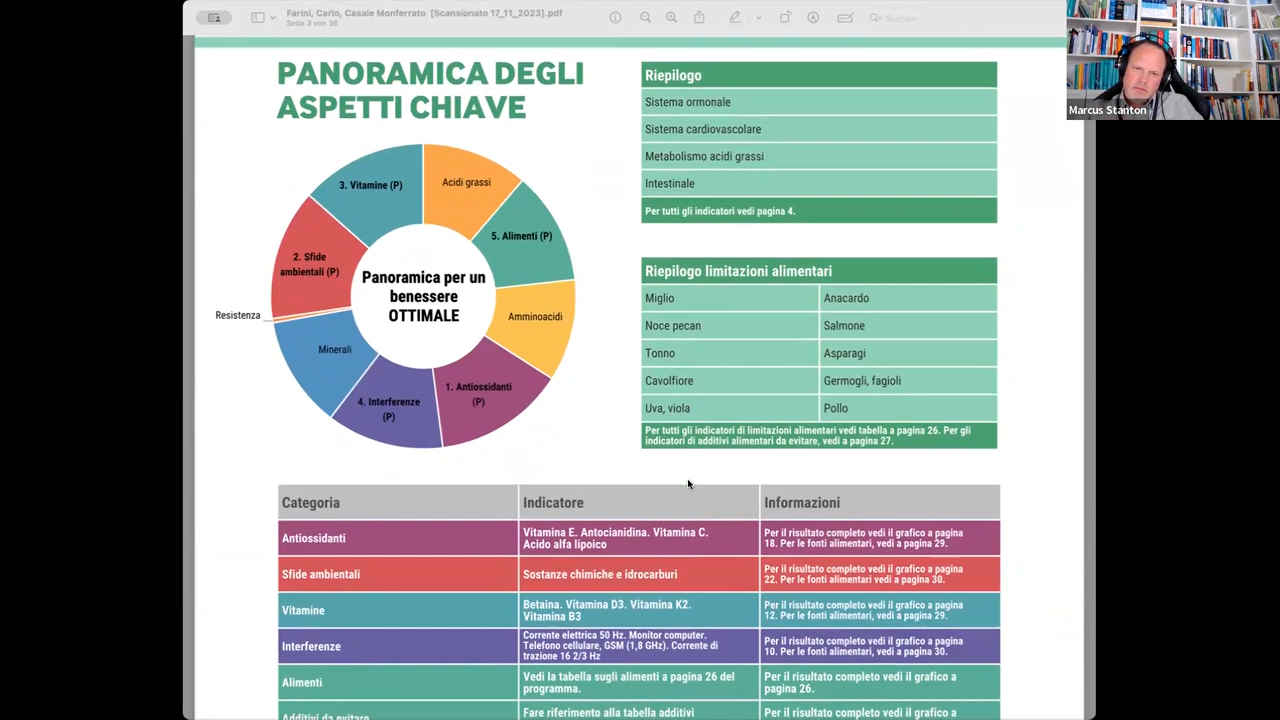 Farini, Carlo, Casale Monferrato [Scansionato 17_11_2023].pdf
Seite 3 von 36
Suchen
Marcus Stanton
PANORAMICA DEGLI
ASPETTI CHIAVE
3. Vitamine (P)
Acidi grassi
5. Alimenti (P)
2. Sfide
ambientali (P)
Panoramica per un
benessere
OTTIMALE
Resistenza
Amminoacidi
Minerali
1. Antiossidanti
(P)
4. Interferenze
(P)
Riepilogo
Sistema ormonale
Sistema cardiovascolare
Metabolismo acidi grassi
Intestinale
Per tutti gli indicatori vedi pagina 4.
Riepilogo limitazioni alimentari
Miglio Anacardo
Noce pecan Salmone
Tonno Asparagi
Cavolfiore Germogli, fagioli
Uva, viola Pollo
Per tutti gli indicatori di limitazioni alimentari vedi tabella a pagina 26. Per gli
indicatori di additivi alimentari da evitare, vedi a pagina 27.
Categoria Indicatore Informazioni
Antiossidanti
Vitamina E. Antocianidina. Vitamina C.
Acido alfa lipoico
Per il risultato completo vedi il grafico a pagina
18. Per le fonti alimentari, vedi a pagina 29.
Sfide ambientali
Sostanze chimiche e idrocarburi
Per il risultato completo vedi il grafico a pagina
22. Per le fonti alimentari vedi a pagina 30.
Vitamine
Betaina. Vitamina D3. Vitamina K2.
Vitamina B3
Per il risultato completo vedi il grafico a pagina
12. Per le fonti alimentari, vedi a pagina 29.
Interferenze
Corrente elettrica 50 Hz. Monitor computer.
Telefono cellulare, GSM (1,8 GHz). Corrente di
trazione 16 2/3 Hz
Per il risultato completo vedi il grafico a pagina
10. Per le fonti alimentari, vedi a pagina 30.
Alimenti
Vedi la tabella sugli alimenti a pagina 26 del
programma.
Per il risultato completo vedi il grafico a
pagina 26.
Additivi da evitare
Fare riferimento alla tabella additivi
Per il risultato completo vedi il grafico a